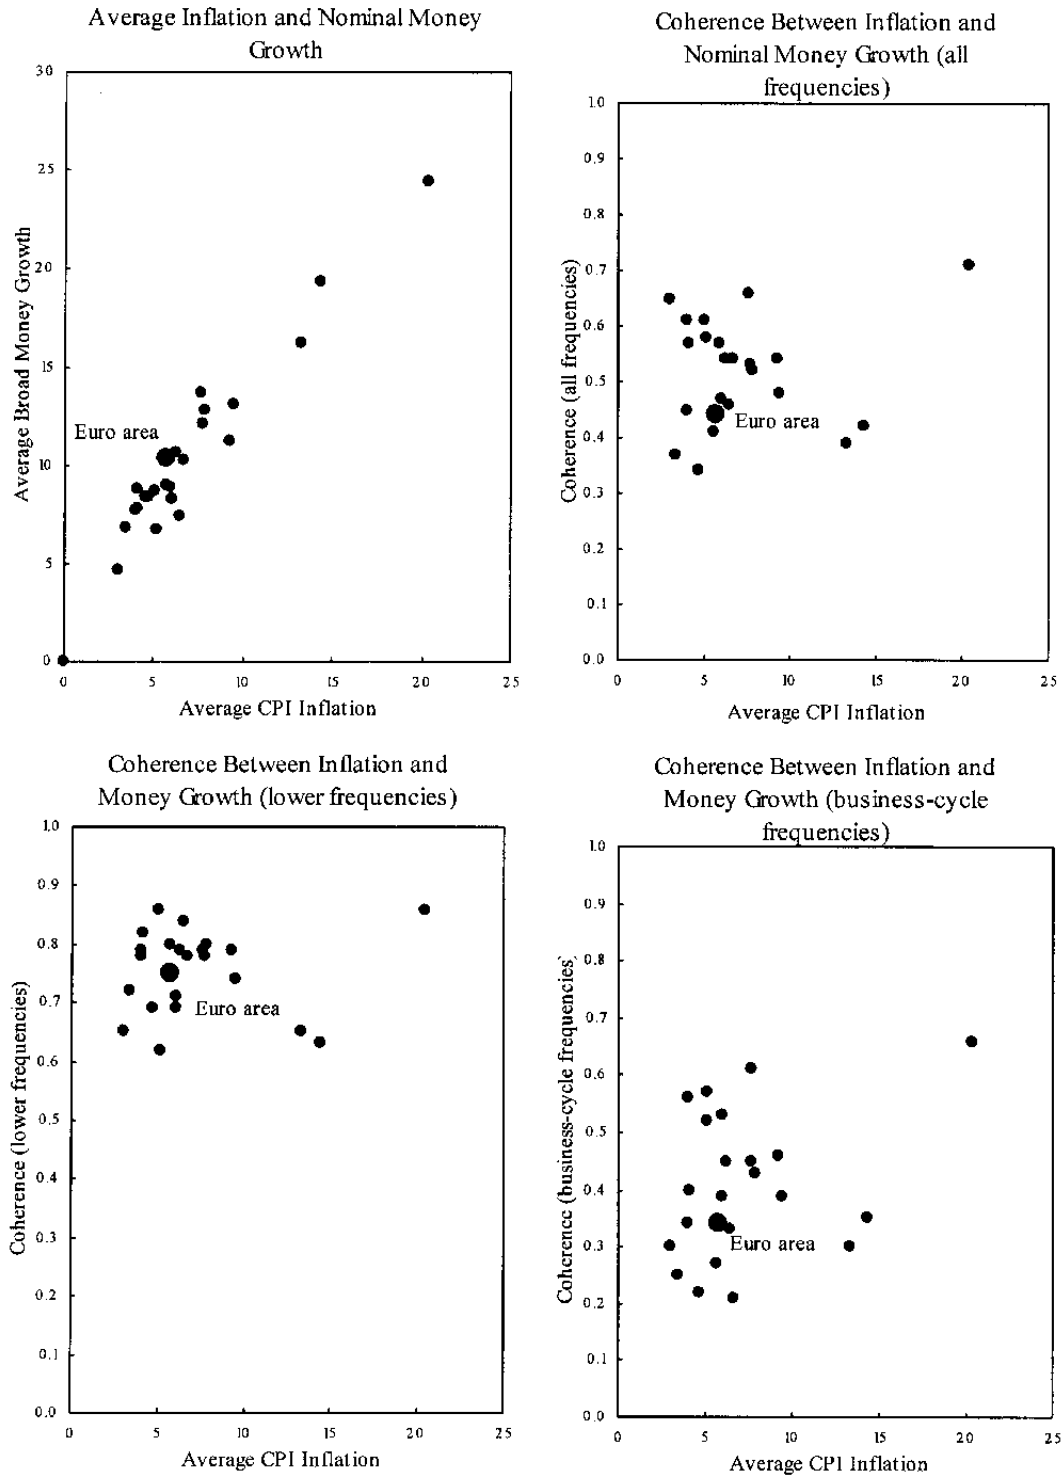 Average Inflation and Nominal Money
Growth
30
25
20
15
10
5
0
Average Broad Money Growth
Euro area
0 5 10 15 20 25
Average CPI Inflation
Coherence Between Inflation and
Nominal Money Growth (all
frequencies)
1.0
0.9
0.8
0.7
0.6
0.5
0.4
0.3
0.2
0.1
0.0
Coherence (all frequencies)
Euro area
0 5 10 15 20 25
Average CPI Inflation
Coherence Between Inflation and
Money Growth (lower frequencies)
1.0
0.9
0.8
0.7
0.6
0.5
0.4
0.3
0.2
0.1
0.0
Coherence (lower frequencies)
Euro area
0 5 10 15 20 25
Average CPI Inflation
Coherence Between Inflation and
Money Growth (business-cycle
frequencies)
1.0
0.9
0.8
0.7
0.6
0.5
0.4
0.3
0.2
0.1
0.0
Coherence (business-cycle frequencies)
Euro area
0 5 10 15 20 25
Average CPI Inflation